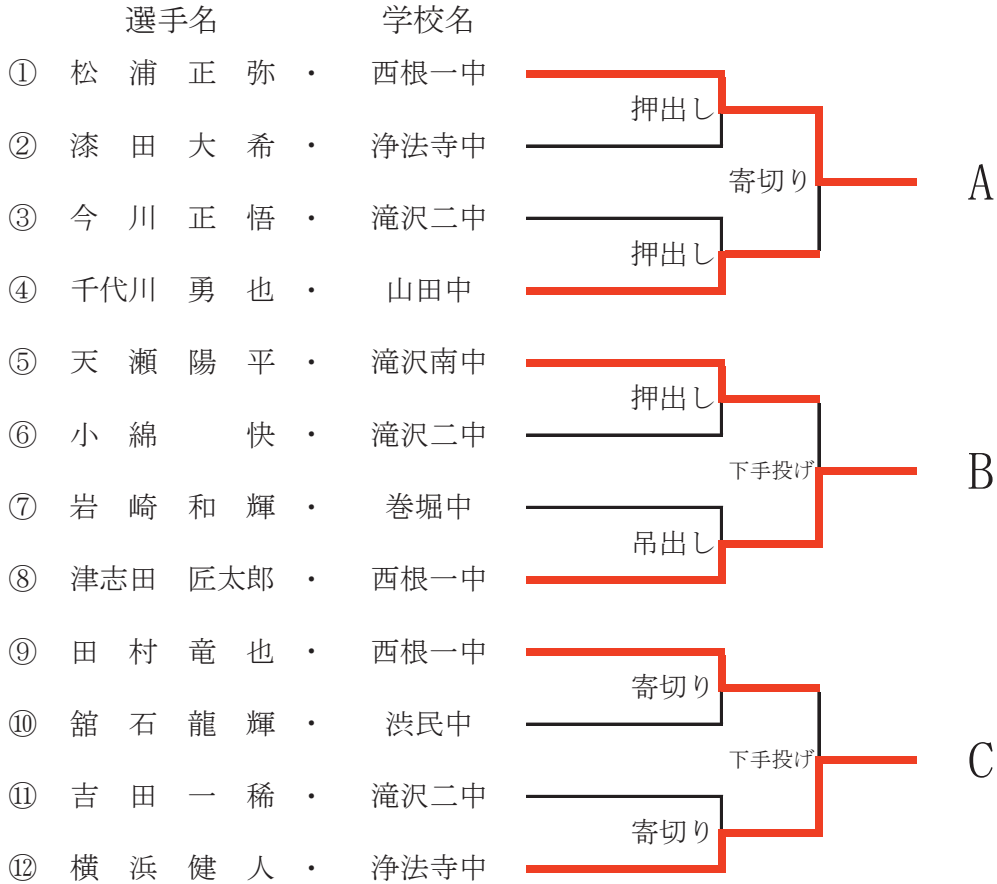 選手名 学校名
① 松浦正弥・西根一中
押出し
② 漆田大希・浄法寺中
寄切り A
③ 今川正悟・滝沢二中
押出し
④ 千代川勇也・山田中
⑤ 天瀬陽平・滝沢南中
押出し
⑥ 小綿 快・滝沢二中
下手投げ B
⑦ 岩崎和輝・巻堀中
吊出し
⑧ 津志田匠太郎・西根一中
⑨ 田村竜也・西根一中
寄切り
⑩ 舘石龍輝・渋民中
下手投げ C
⑪ 吉田一稀・滝沢二中
寄切り
⑫ 横浜健人・浄法寺中